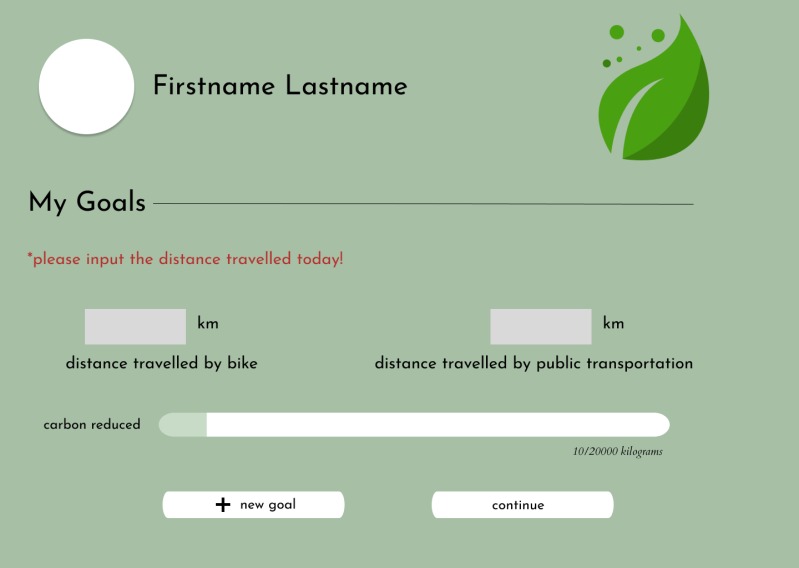 Firstname Lastname
My Goals
*please input the distance travelled today!
km
km
distance travelled by bike
distance travelled by public transportation
carbon reduced
10/20000 kilograms
+ new goal
continue